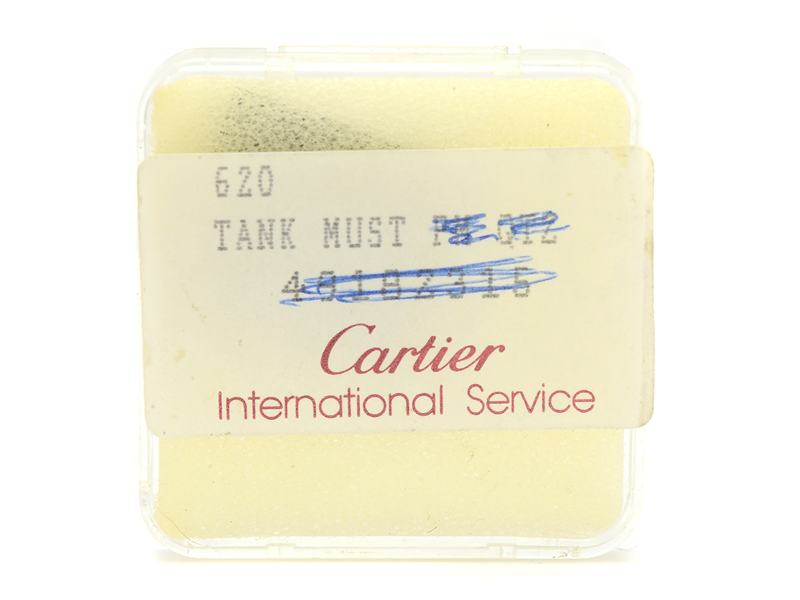 620
TANK MUST
Cartier
International Service